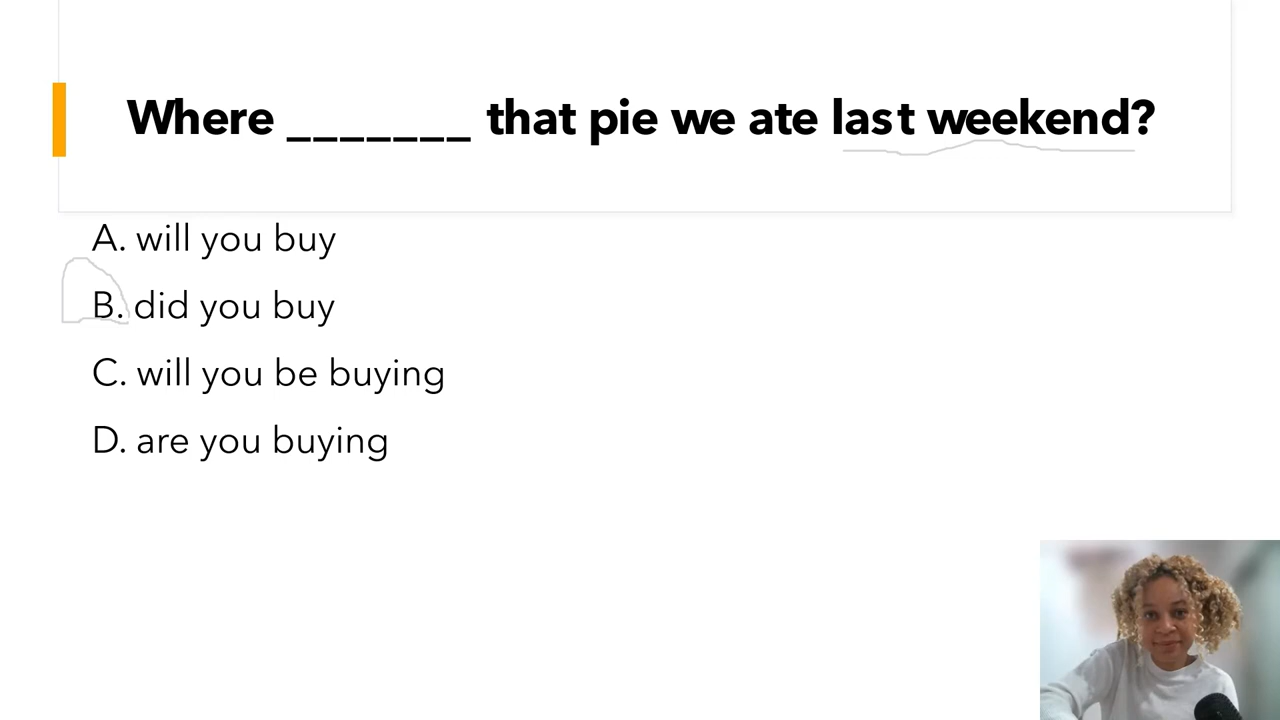 Where _______ that pie we ate last weekend?
A. will you buy
B. did you buy
C. will you be buying
D. are you buying